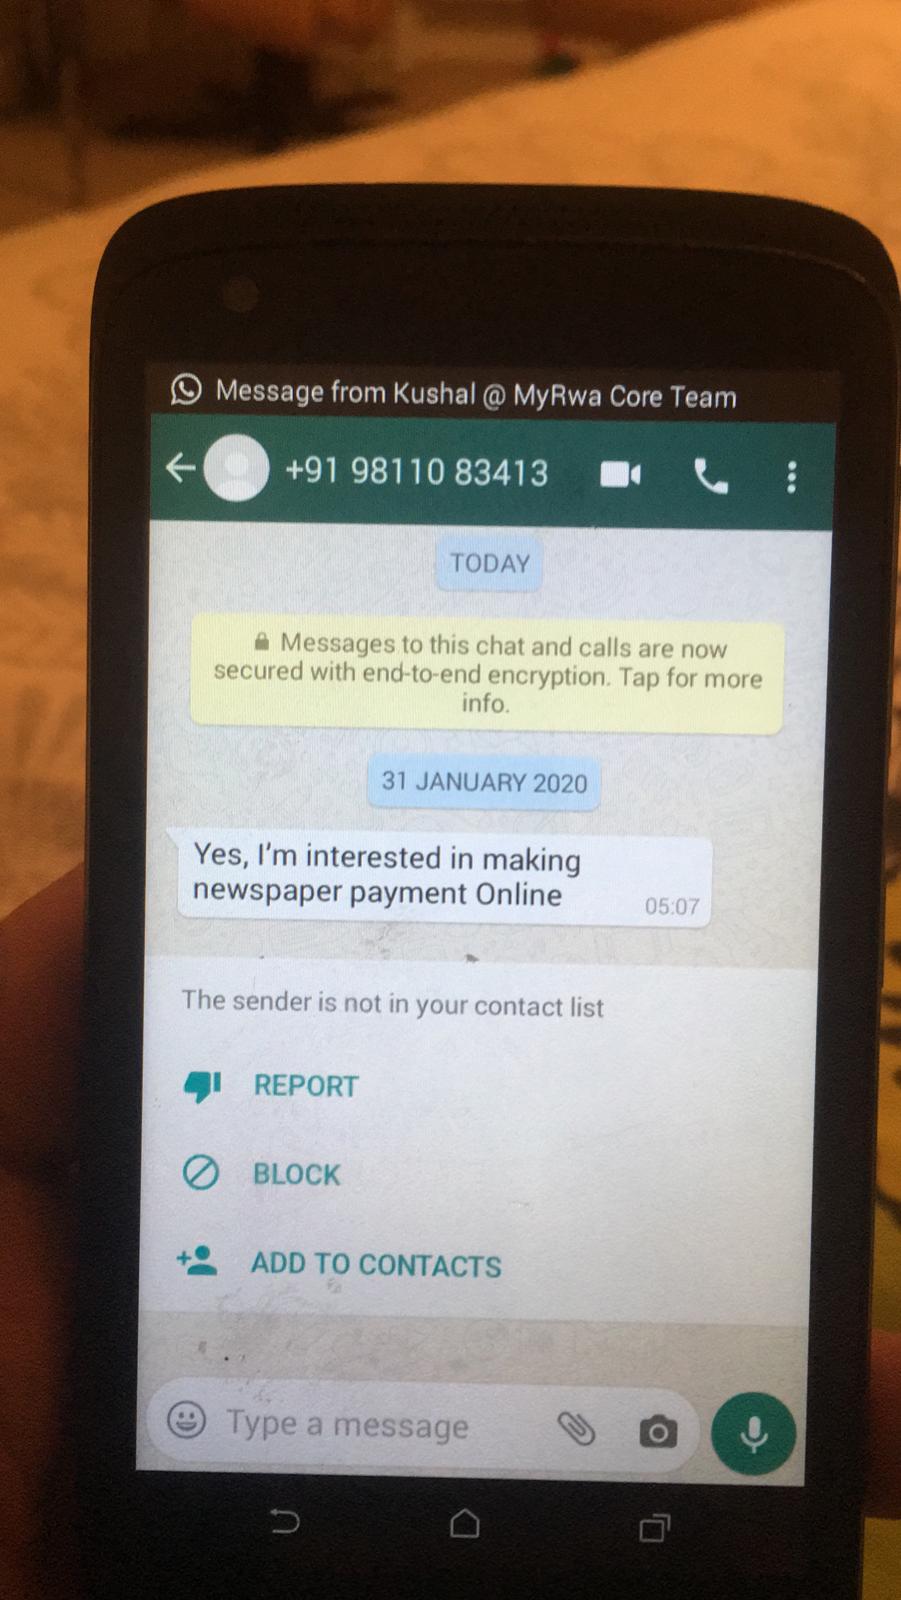 Message from Kushal @ MyRwa Core Team
+91 98110 83413
TODAY
Messages to this chat and calls are now
secured with end-to-end encryption. Tap for more
info.
31 JANUARY 2020
Yes, I'm interested in making
newspaper payment Online
05:07
The sender is not in your contact list
REPORT
BLOCK
ADD TO CONTACTS
Type a message